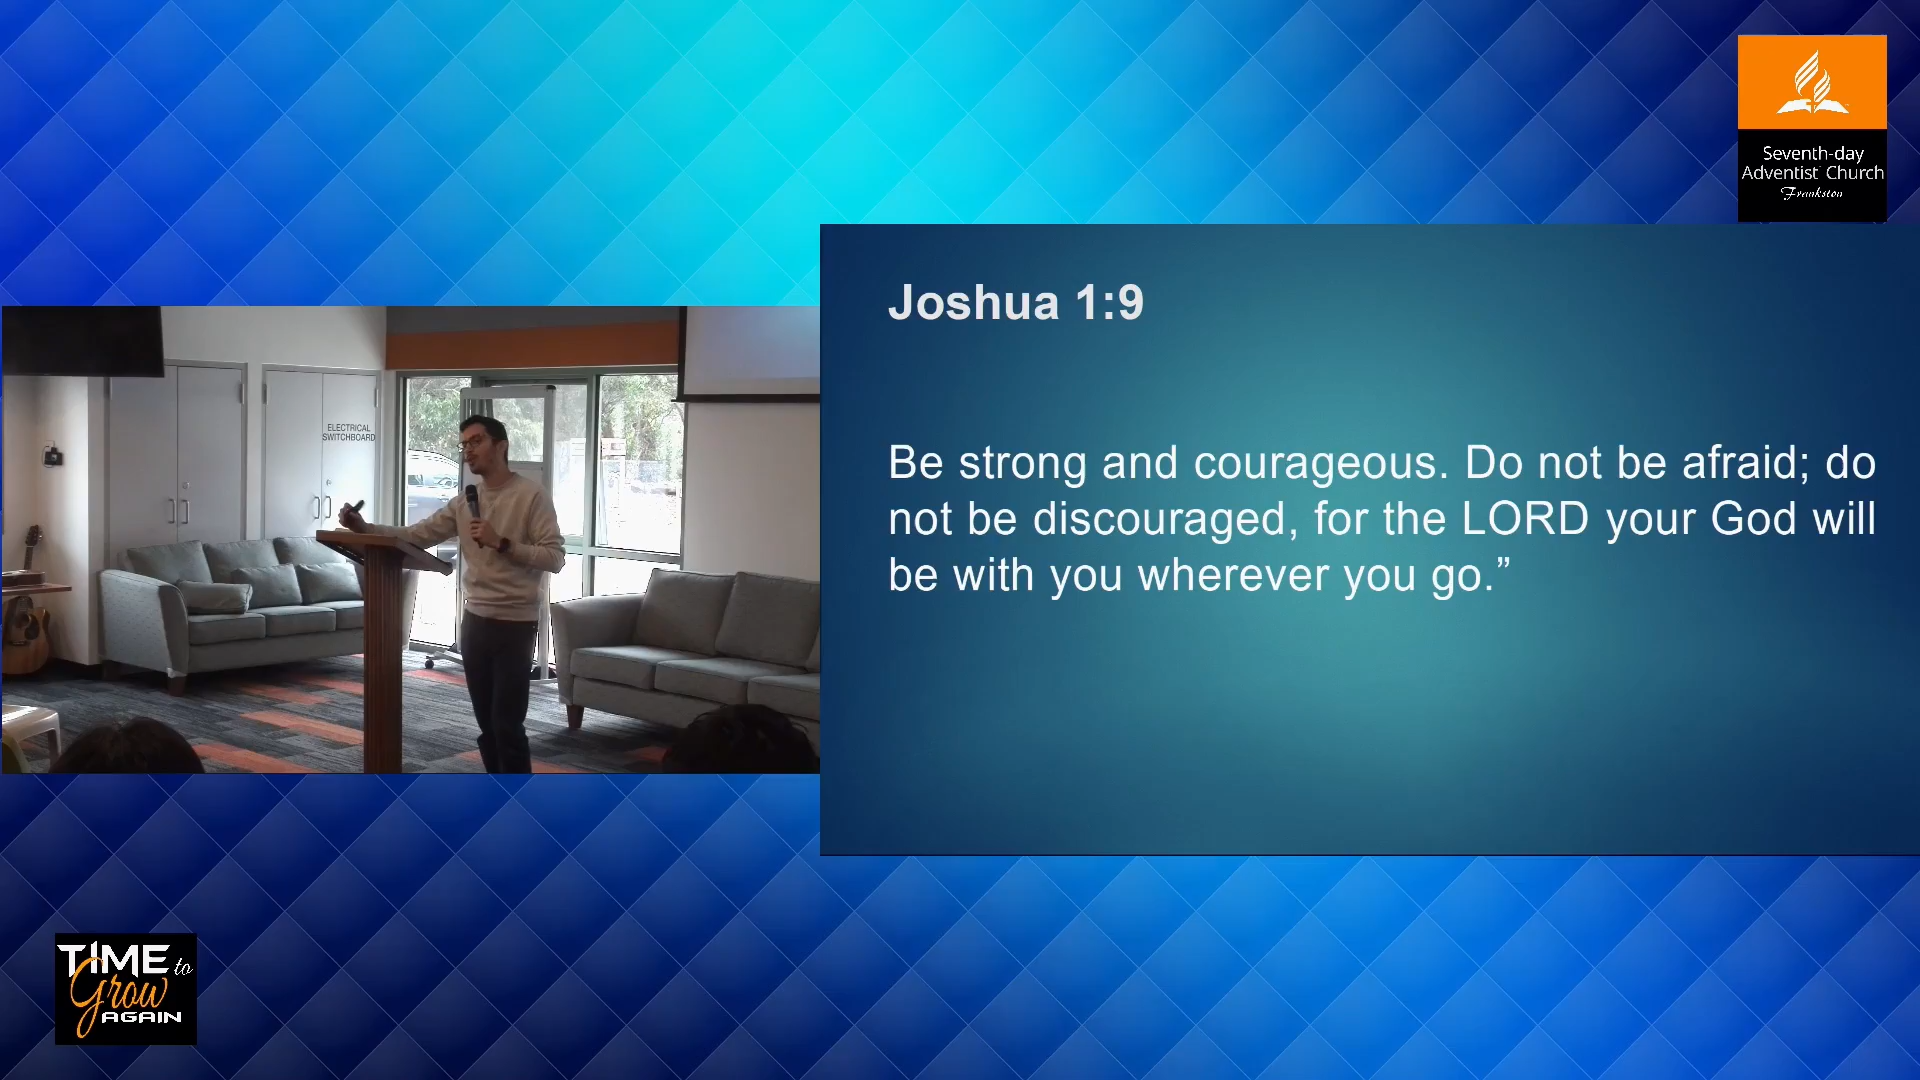 Seventh-day
Adventist Church
Frankston
Joshua 1:9
Be strong and courageous. Do not be afraid; do
not be discouraged, for the LORD your God will
be with you wherever you go.”
ELECTRICAL
SWITCHBOARD
TIME to
Grow
AGAIN